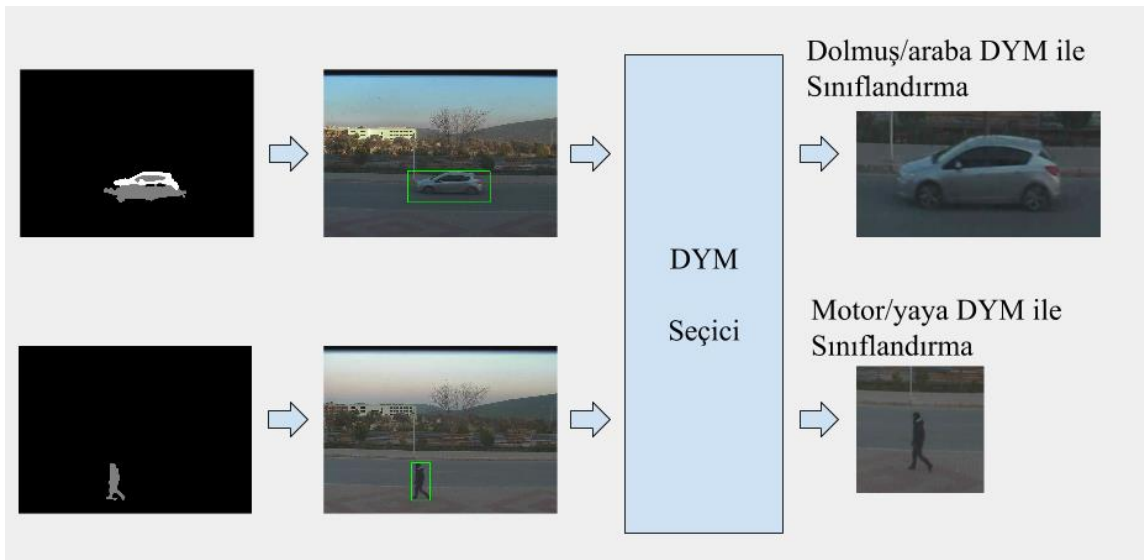 Dolmuş/araba DYM ile
Sınıflandırma
DYM
Seçici
Motor/yaya DYM ile
Sınıflandırma